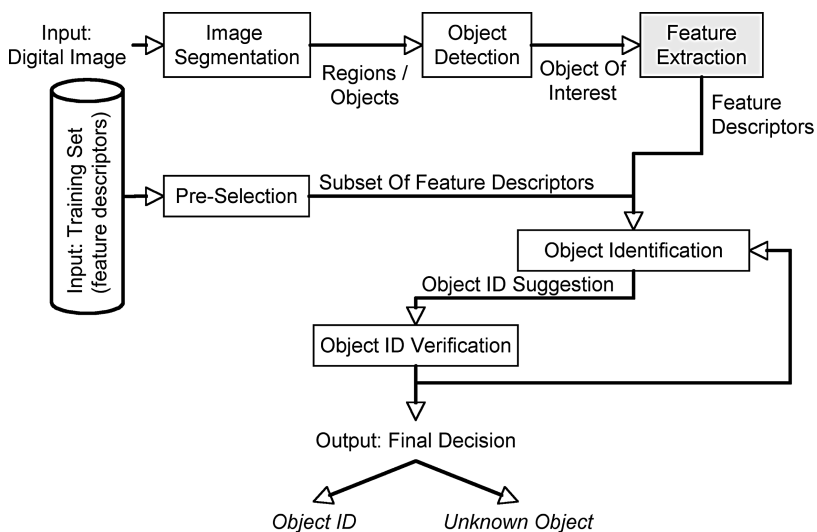 Input:
Digital Image
Image
Segmentation
Regions /
Objects
Object
Detection
Object Of
Interest
Feature
Extraction
Feature
Descriptors
Input: Training Set
(feature descriptors)
Pre-Selection
Subset Of Feature Descriptors
Object Identification
Object ID Suggestion
Object ID Verification
Output: Final Decision
Object ID
Unknown Object